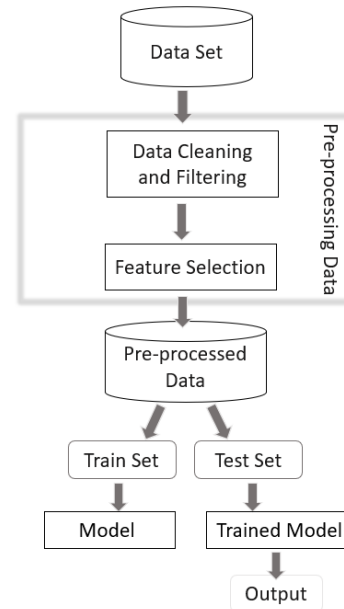 Data Set
Data Cleaning
and Filtering
Pre-processing Data
Feature Selection
Pre-processed
Data
Train Set
Test Set
Model
Trained Model
Output